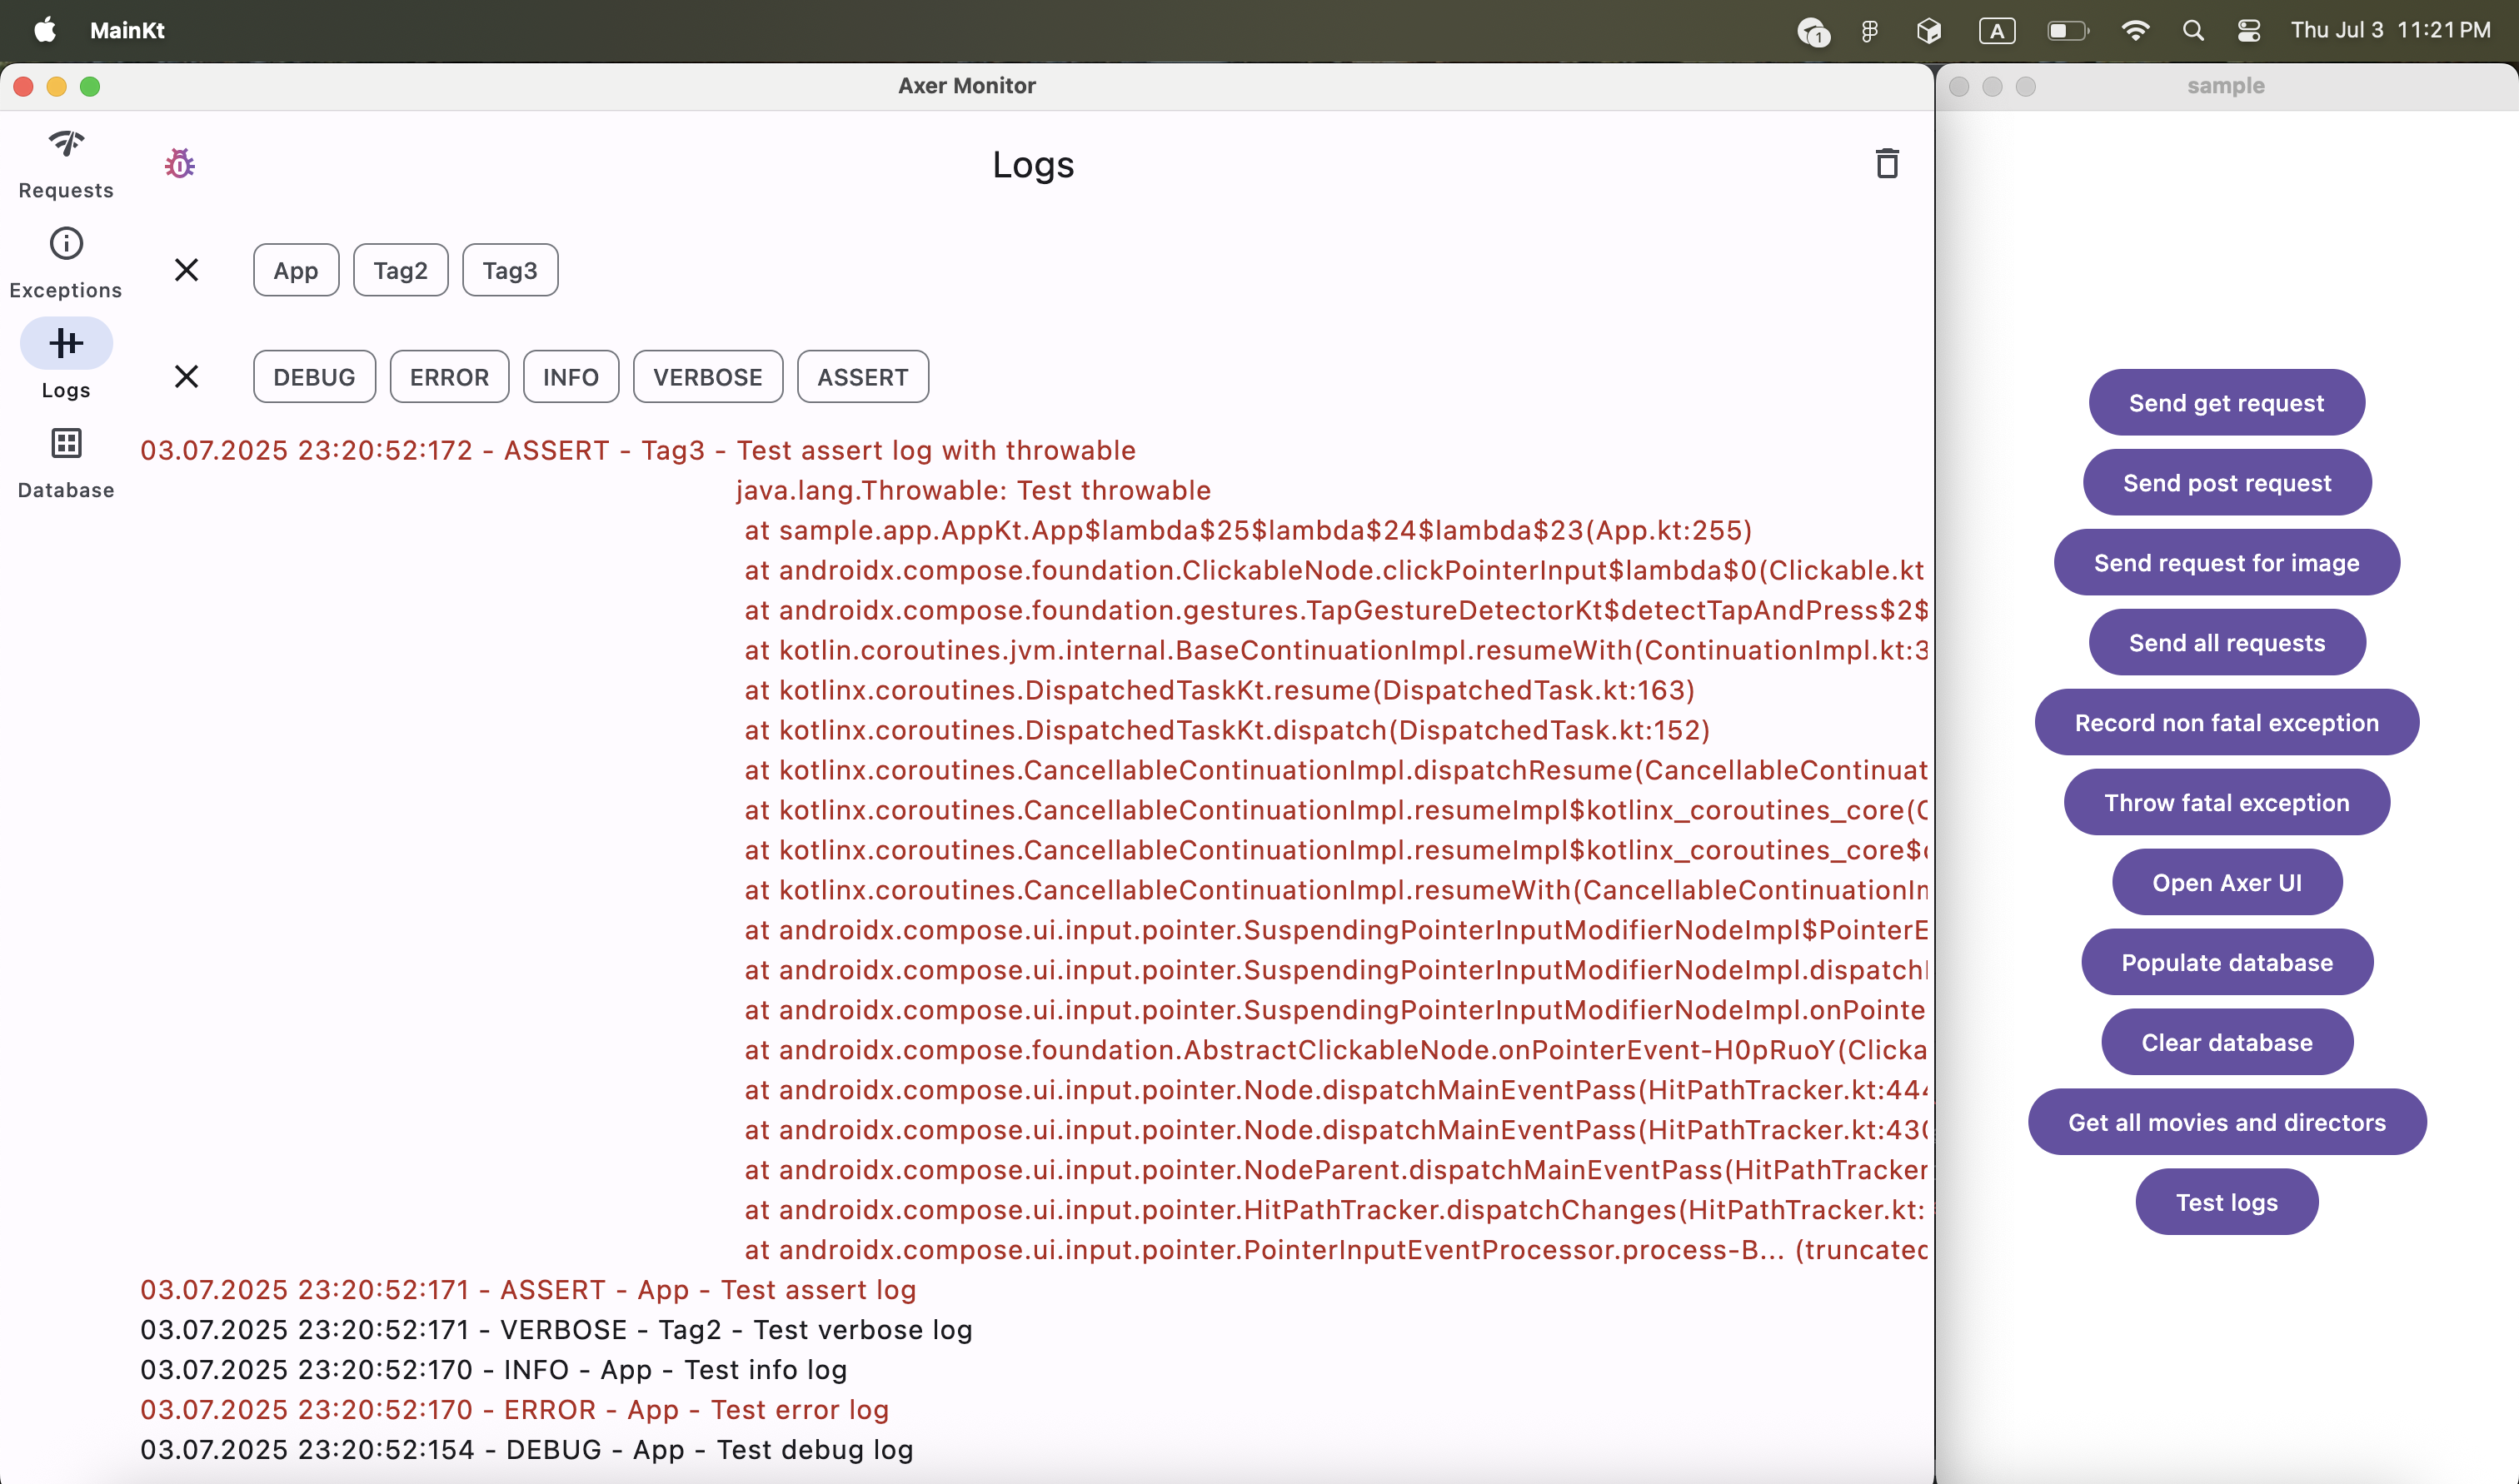 MainKt
1
A
Thu Jul 3 11:21 PM
Axer Monitor
Requests
Exceptions
Logs
Database
Logs
App Tag2 Tag3
DEBUG ERROR INFO VERBOSE ASSERT
03.07.2025 23:20:52:172 - ASSERT - Tag3 - Test assert log with throwable
java.lang.Throwable: Test throwable
at sample.app.AppKt.App$lambda$25$lambda$24$lambda$23(App.kt:255)
at androidx.compose.foundation.ClickableNode.clickPointerInput$lambda$0(Clickable.kt
at androidx.compose.foundation.gestures.TapGestureDetectorKt$detectTapAndPress$2$
at kotlin.coroutines.jvm.internal.BaseContinuationImpl.resumeWith(ContinuationImpl.kt:3
at kotlinx.coroutines.DispatchedTaskKt.resume(DispatchedTask.kt:163)
at kotlinx.coroutines.DispatchedTaskKt.dispatch(DispatchedTask.kt:152)
at kotlinx.coroutines.CancellableContinuationImpl.dispatchResume(CancellableContinuat
at kotlinx.coroutines.CancellableContinuationImpl.resumeImpl$kotlinx_coroutines_core(C
at kotlinx.coroutines.CancellableContinuationImpl.resumeImpl$kotlinx_coroutines_core$
at kotlinx.coroutines.CancellableContinuationImpl.resumeWith(CancellableContinuationIm
at androidx.compose.ui.input.pointer.SuspendingPointerInputModifierNodeImpl$PointerE
at androidx.compose.ui.input.pointer.SuspendingPointerInputModifierNodeImpl.dispatch
at androidx.compose.ui.input.pointer.SuspendingPointerInputModifierNodeImpl.onPointe
at androidx.compose.foundation.AbstractClickableNode.onPointerEvent-H0pRuoY(Clicka
at androidx.compose.ui.input.pointer.Node.dispatchMainEventPass(HitPathTracker.kt:444
at androidx.compose.ui.input.pointer.Node.dispatchMainEventPass(HitPathTracker.kt:430
at androidx.compose.ui.input.pointer.NodeParent.dispatchMainEventPass(HitPathTracker
at androidx.compose.ui.input.pointer.HitPathTracker.dispatchChanges(HitPathTracker.kt:
at androidx.compose.ui.input.pointer.PointerInputEventProcessor.process-B... (truncated
03.07.2025 23:20:52:171 - ASSERT - App - Test assert log
03.07.2025 23:20:52:171 - VERBOSE - Tag2 - Test verbose log
03.07.2025 23:20:52:170 - INFO - App - Test info log
03.07.2025 23:20:52:170 - ERROR - App - Test error log
03.07.2025 23:20:52:154 - DEBUG - App - Test debug log
sample
Send get request
Send post request
Send request for image
Send all requests
Record non fatal exception
Throw fatal exception
Open Axer UI
Populate database
Clear database
Get all movies and directors
Test logs